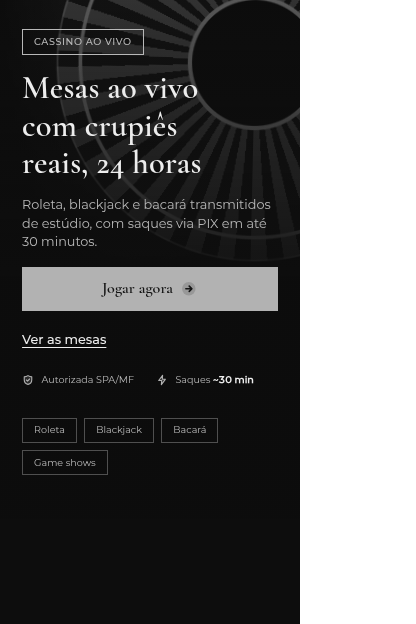 CASSINO AO VIVO
Mesas ao vivo
com crupiês
reais, 24 horas
Roleta, blackjack e bacará transmitidos
de estúdio, com saques via PIX em até
30 minutos.
Jogar agora
Ver as mesas
Autorizada SPA/MF
Saques ~30 min
Roleta
Blackjack
Bacará
Game shows